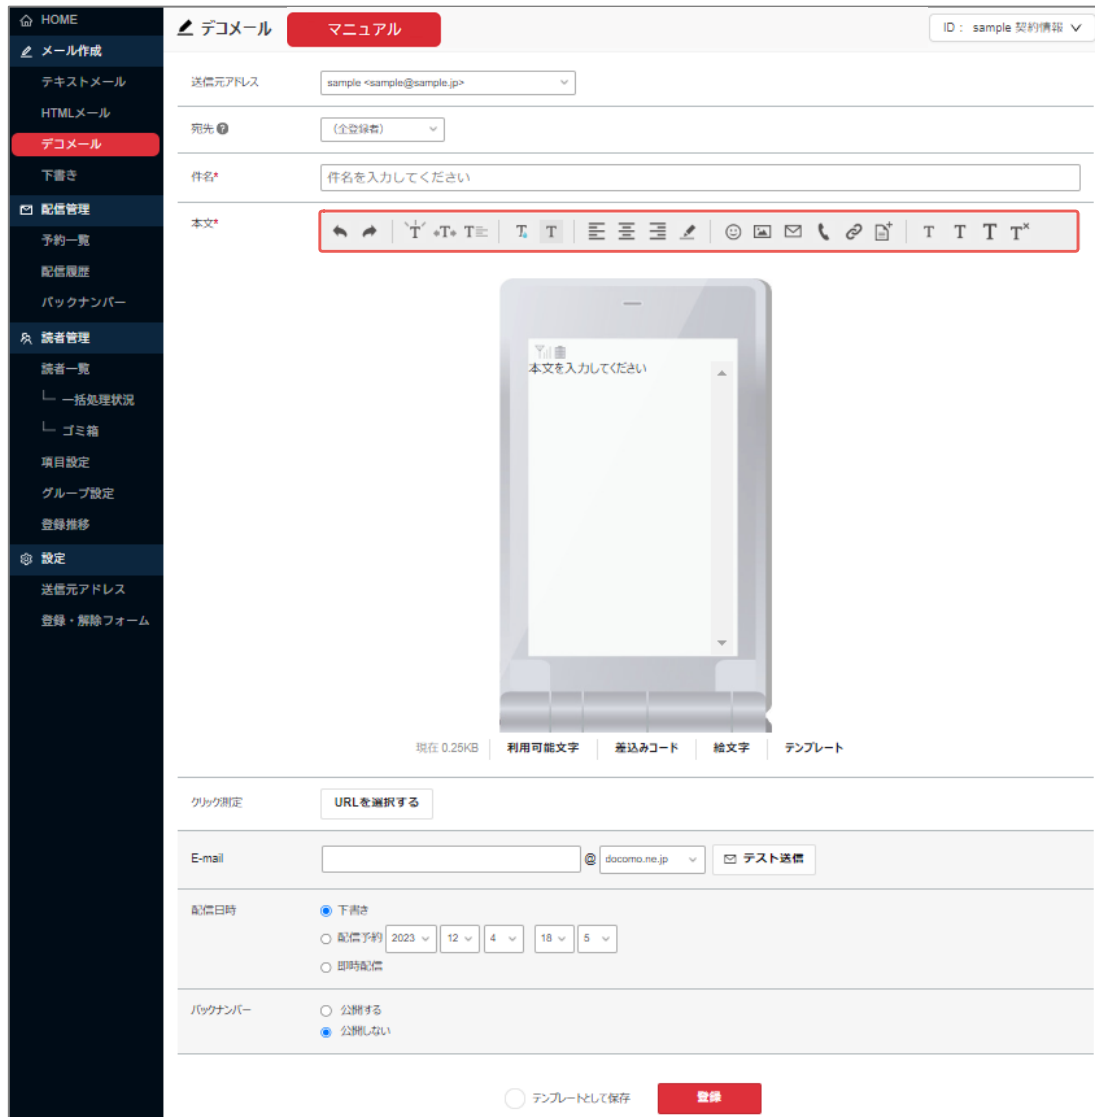 HOME
メール作成
テキストメール
HTMLメール
デコメール
下書き
配信管理
予約一覧
配信履歴
バックナンバー
読者管理
読者一覧
一括処理状況
ゴミ箱
項目設定
グループ設定
登録推移
設定
送信元アドレス
登録・解除フォーム
デコメール マニュアル ID： sample 契約情報
送信元アドレス sample <sample@sample.jp>
宛先 (全登録者)
件名* 件名を入力してください
本文*
本文を入力してください
現在 0.25KB 利用可能文字 差込みコード 絵文字 テンプレート
クリック測定 URLを選択する
E-mail @ docomo.ne.jp テスト送信
配信日時 下書き
配信予約 2023 12 4 18 5
即時配信
バックナンバー 公開する
公開しない
テンプレートとして保存 登録